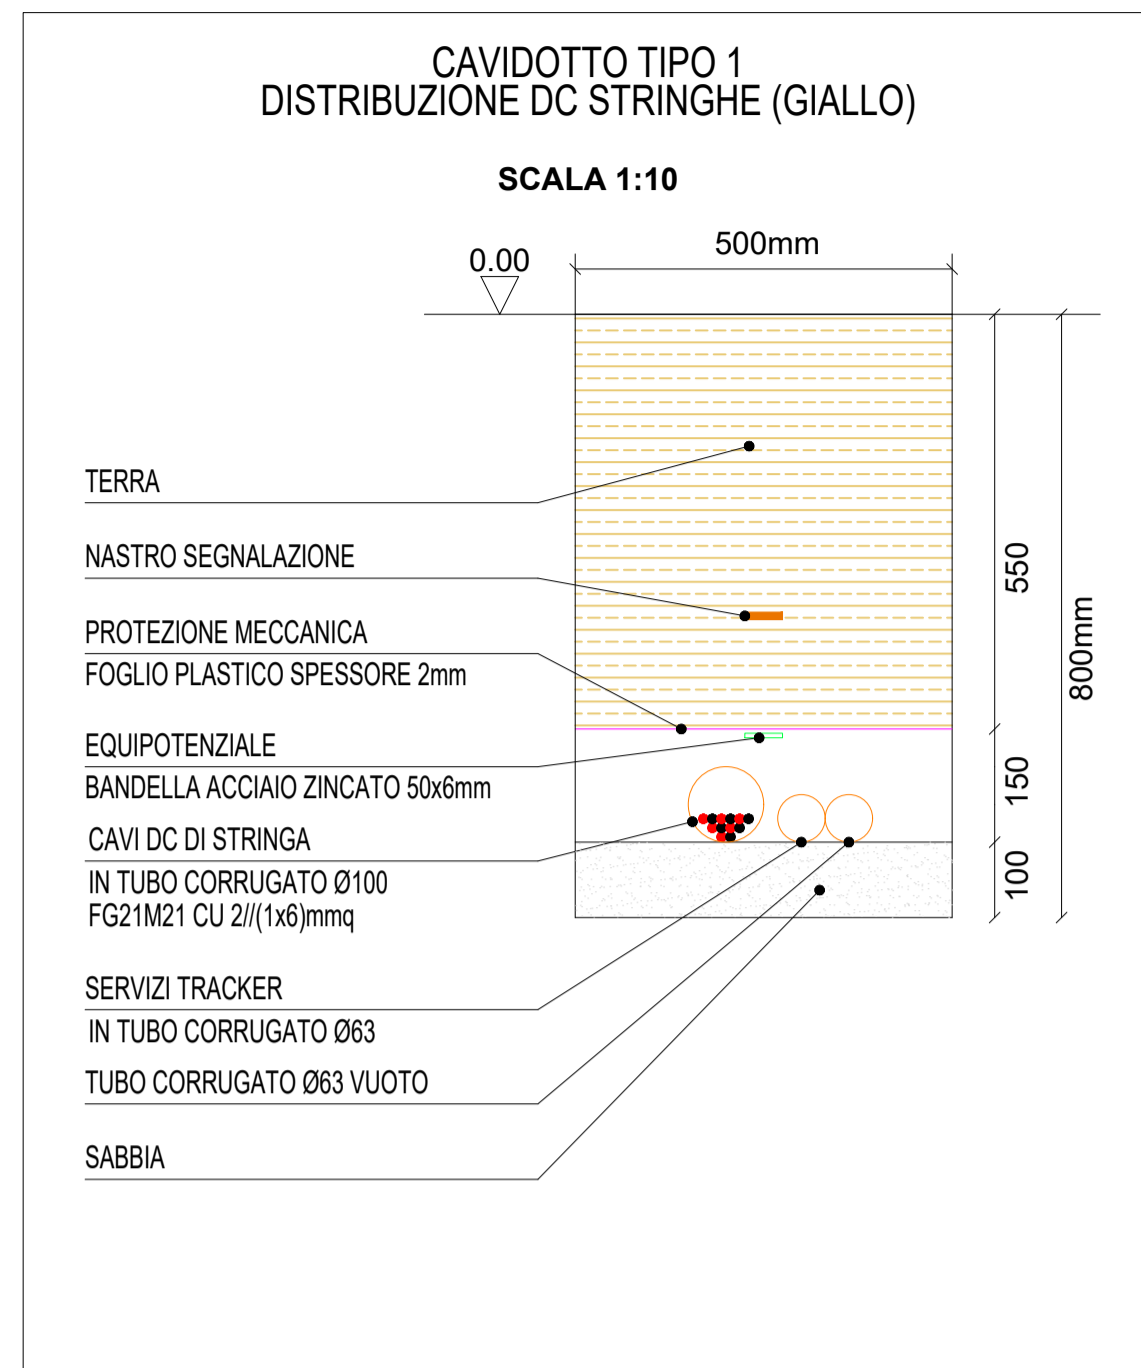 CAVIDOTTO TIPO 1
DISTRIBUZIONE DC STRINGHE (GIALLO)
SCALA 1:10
500mm
0.00
TERRA
NASTRO SEGNALAZIONE
PROTEZIONE MECCANICA
FOGLIO PLASTICO SPESSORE 2mm
EQUIPOTENZIALE
BANDELLA ACCIAIO ZINCATO 50x6mm
CAVI DC DI STRINGA
IN TUBO CORRUGATO Ø100
FG21M21 CU 2//(1x6)mmq
SERVIZI TRACKER
IN TUBO CORRUGATO Ø63
TUBO CORRUGATO Ø63 VUOTO
SABBIA
550
150
100
800mm